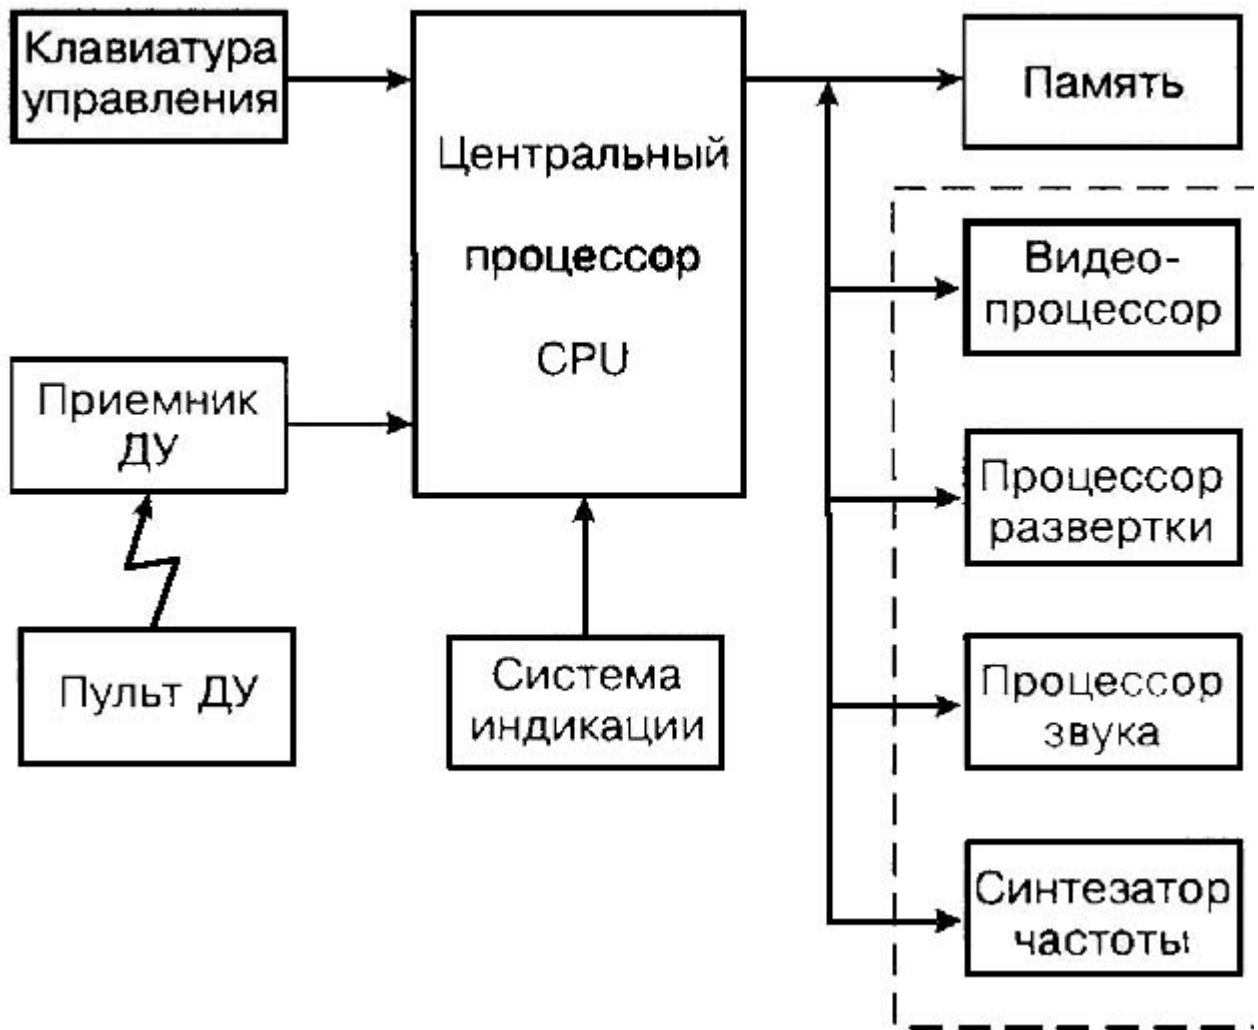 Клавиатура
управления
Центральный
процессор
CPU
Память
Видео-
процессор
Приемник
ДУ
Процессор
развертки
Пульт ДУ
Система
индикации
Процессор
звука
Синтезатор
частоты